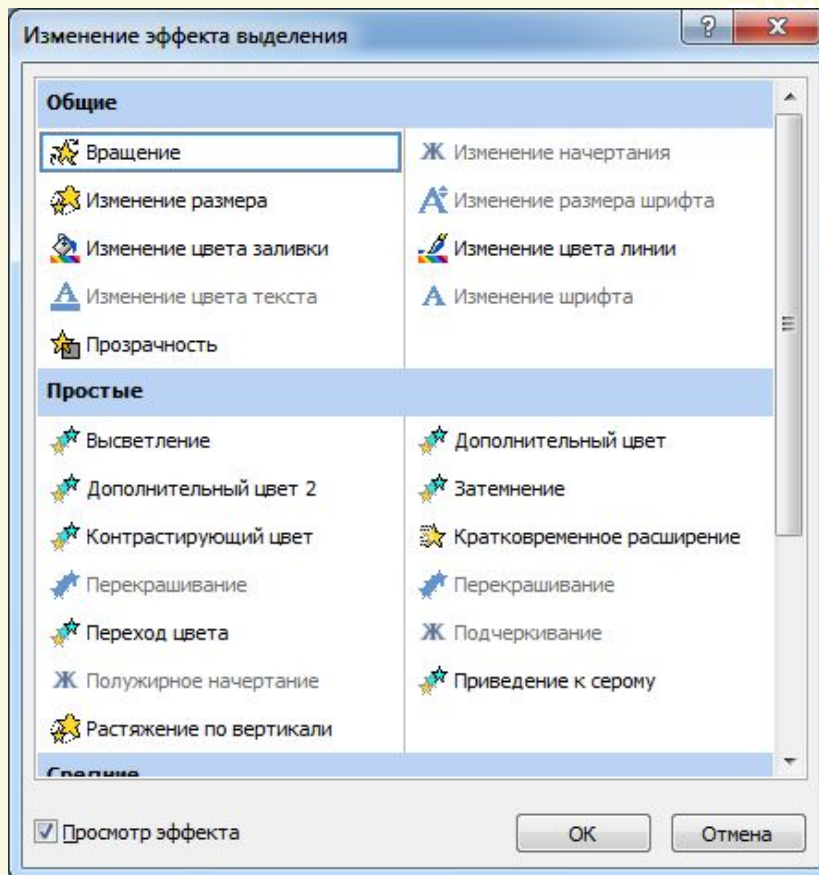 Изменение эффекта выделения
Общие
Вращение
Ж Изменение начертания
Изменение размера
А Изменение размера шрифта
Изменение цвета заливки
Изменение цвета линии
А Изменение цвета текста
А Изменение шрифта
Прозрачность
Простые
Высветление
Дополнительный цвет
Дополнительный цвет 2
Затемнение
Контрастирующий цвет
Кратковременное расширение
Перекрашивание
Перекрашивание
Переход цвета
Ж Подчеркивание
Ж Полужирное начертание
Приведение к серому
Растяжение по вертикали
Средние
Просмотр эффекта
ОК
Отмена